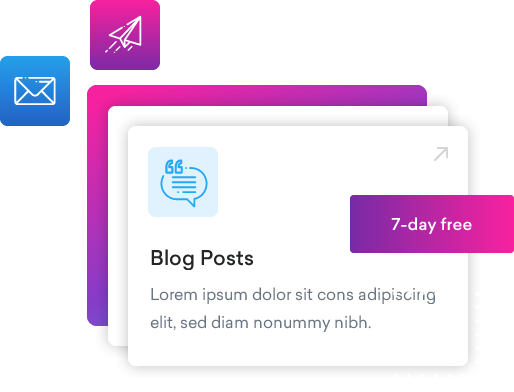 7-day free
Blog Posts
Lorem ipsum dolor sit cons adipiscing
elit, sed diam nonummy nibh.